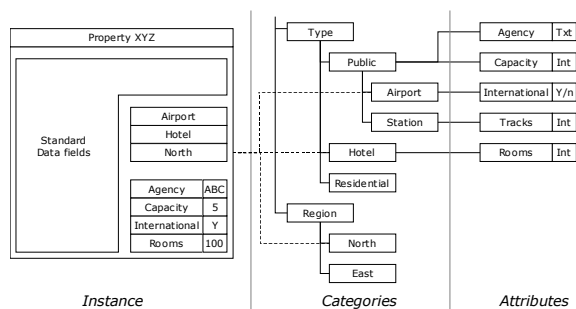 Property XYZ
Standard
Data fields
Airport
Hotel
North
Agency ABC
Capacity 5
International Y
Rooms 100
Instance
Type
Public
Airport
Station
Hotel
Residential
Region
North
East
Categories
Agency Txt
Capacity Int
International Y/n
Tracks Int
Rooms Int
Attributes